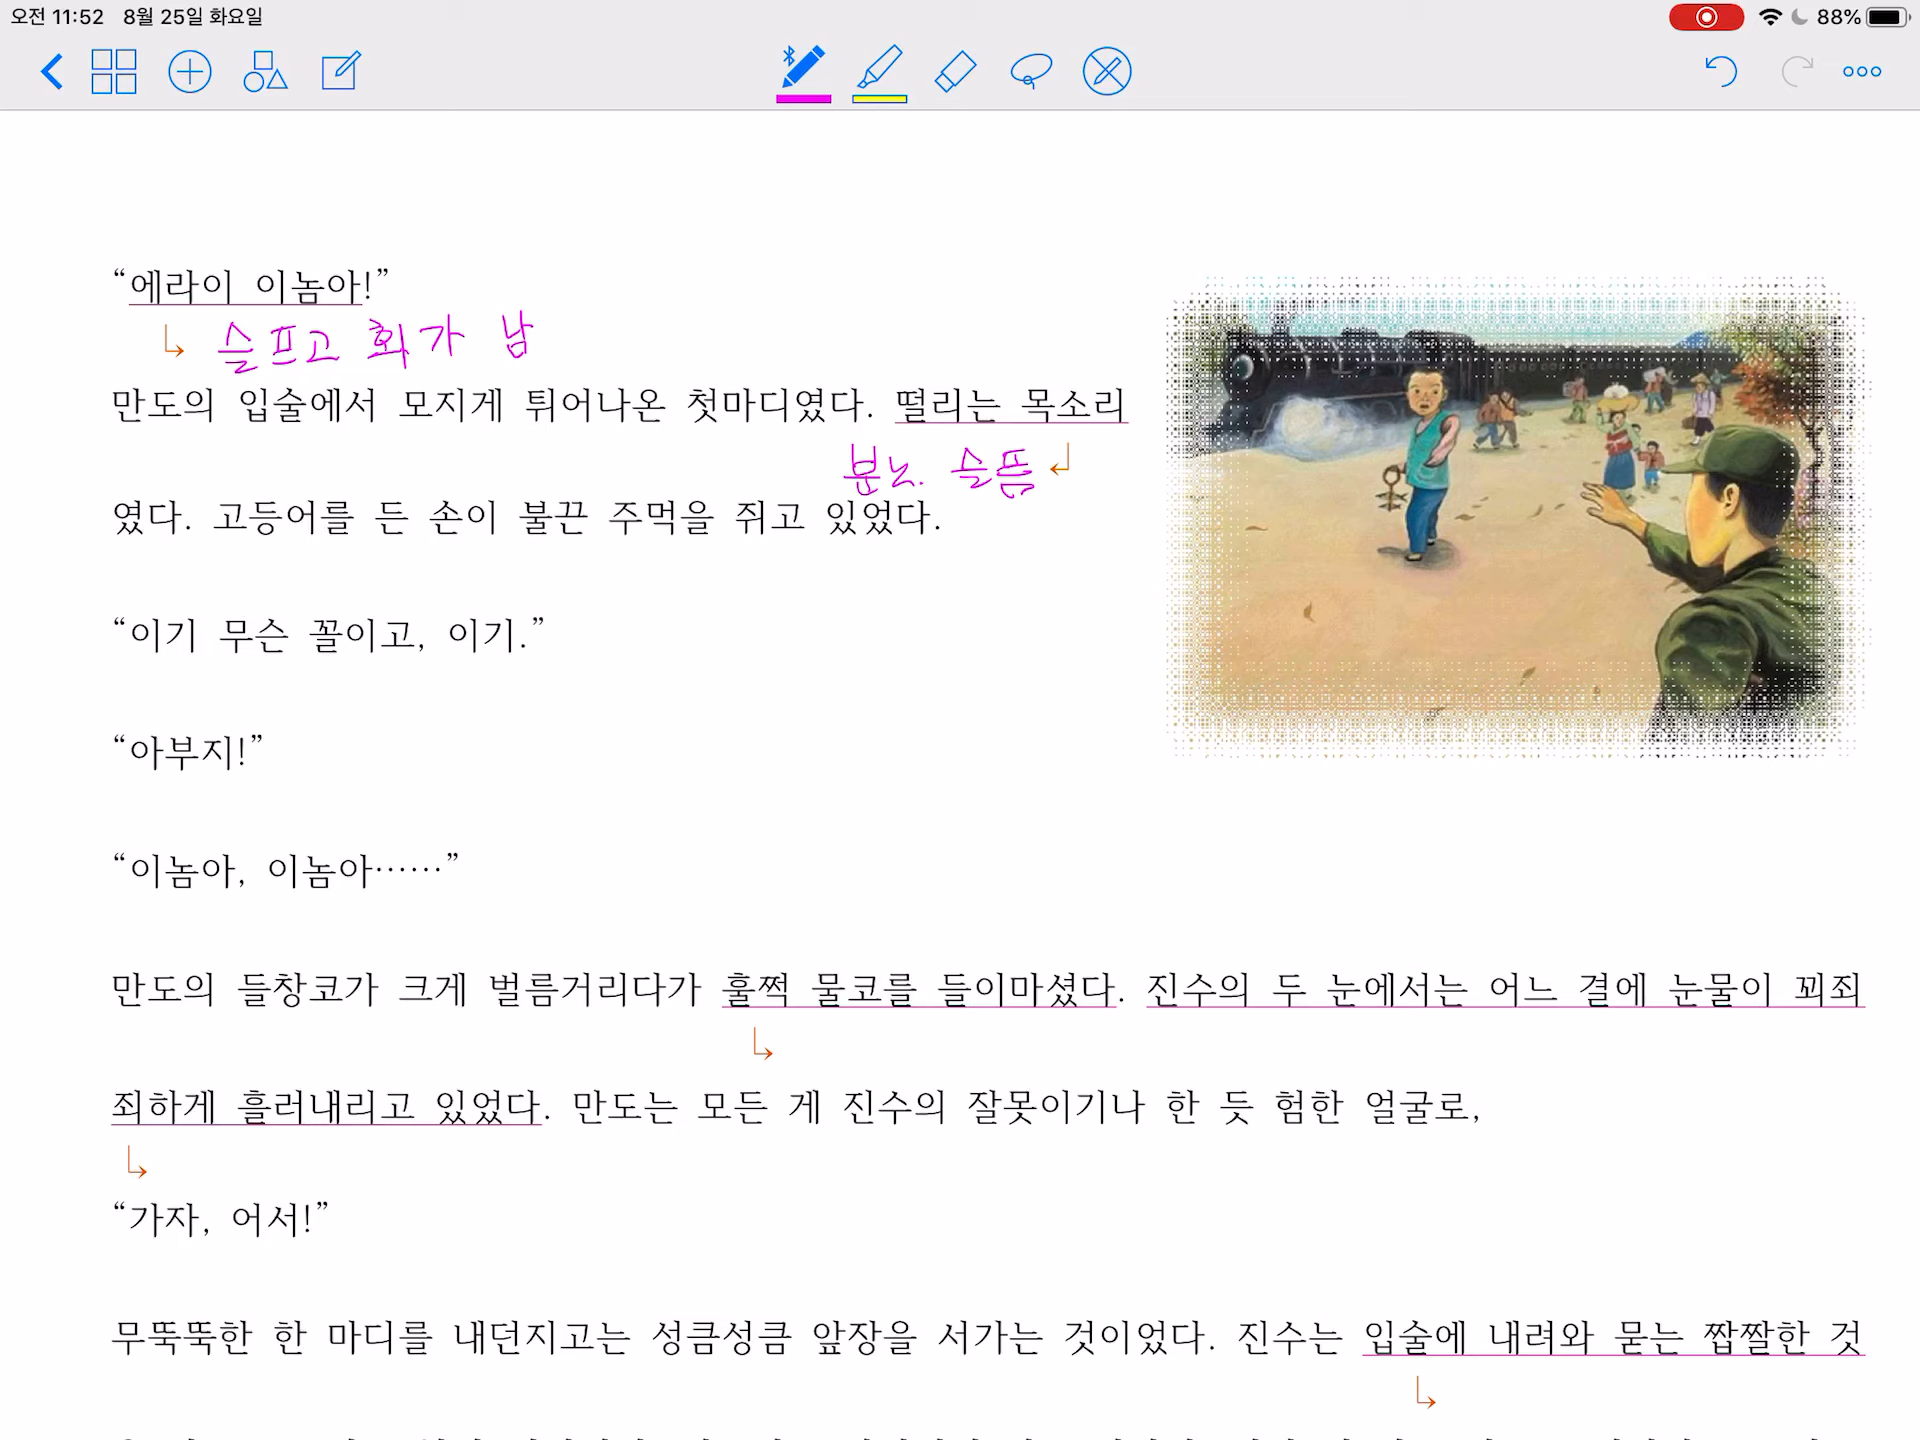 오전 11:52 8월 25일 화요일
88%
“에라이 이놈아!”
슬프고 화가 남
만도의 입술에서 모지게 튀어나온 첫마디였다. 떨리는 목소리
분노. 슬픔
였다. 고등어를 든 손이 불끈 주먹을 쥐고 있었다.
“이기 무슨 꼴이고, 이기.”
“아부지!”
“이놈아, 이놈아……”
만도의 들창코가 크게 벌름거리다가 훌쩍 물코를 들이마셨다. 진수의 두 눈에서는 어느 결에 눈물이 꾀죄
죄하게 흘러내리고 있었다. 만도는 모든 게 진수의 잘못이기나 한 듯 험한 얼굴로,
“가자, 어서!”
무뚝뚝한 한 마디를 내던지고는 성큼성큼 앞장을 서가는 것이었다. 진수는 입술에 내려와 묻는 짭짤한 것